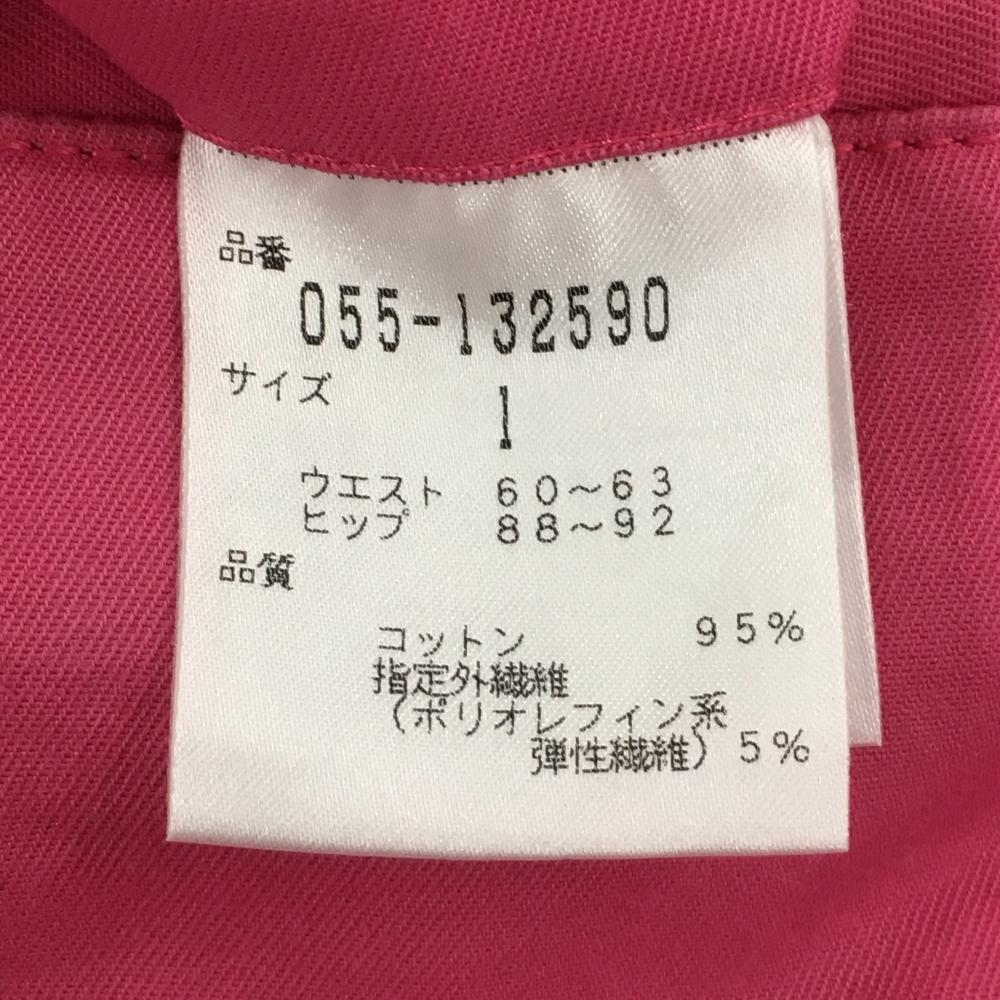 品番
055-132590
サイズ
1
ウエスト 60〜63
ヒップ 88〜92
品質
コットン 95%
指定外繊維
(ポリオレフィン系
弾性繊維) 5%